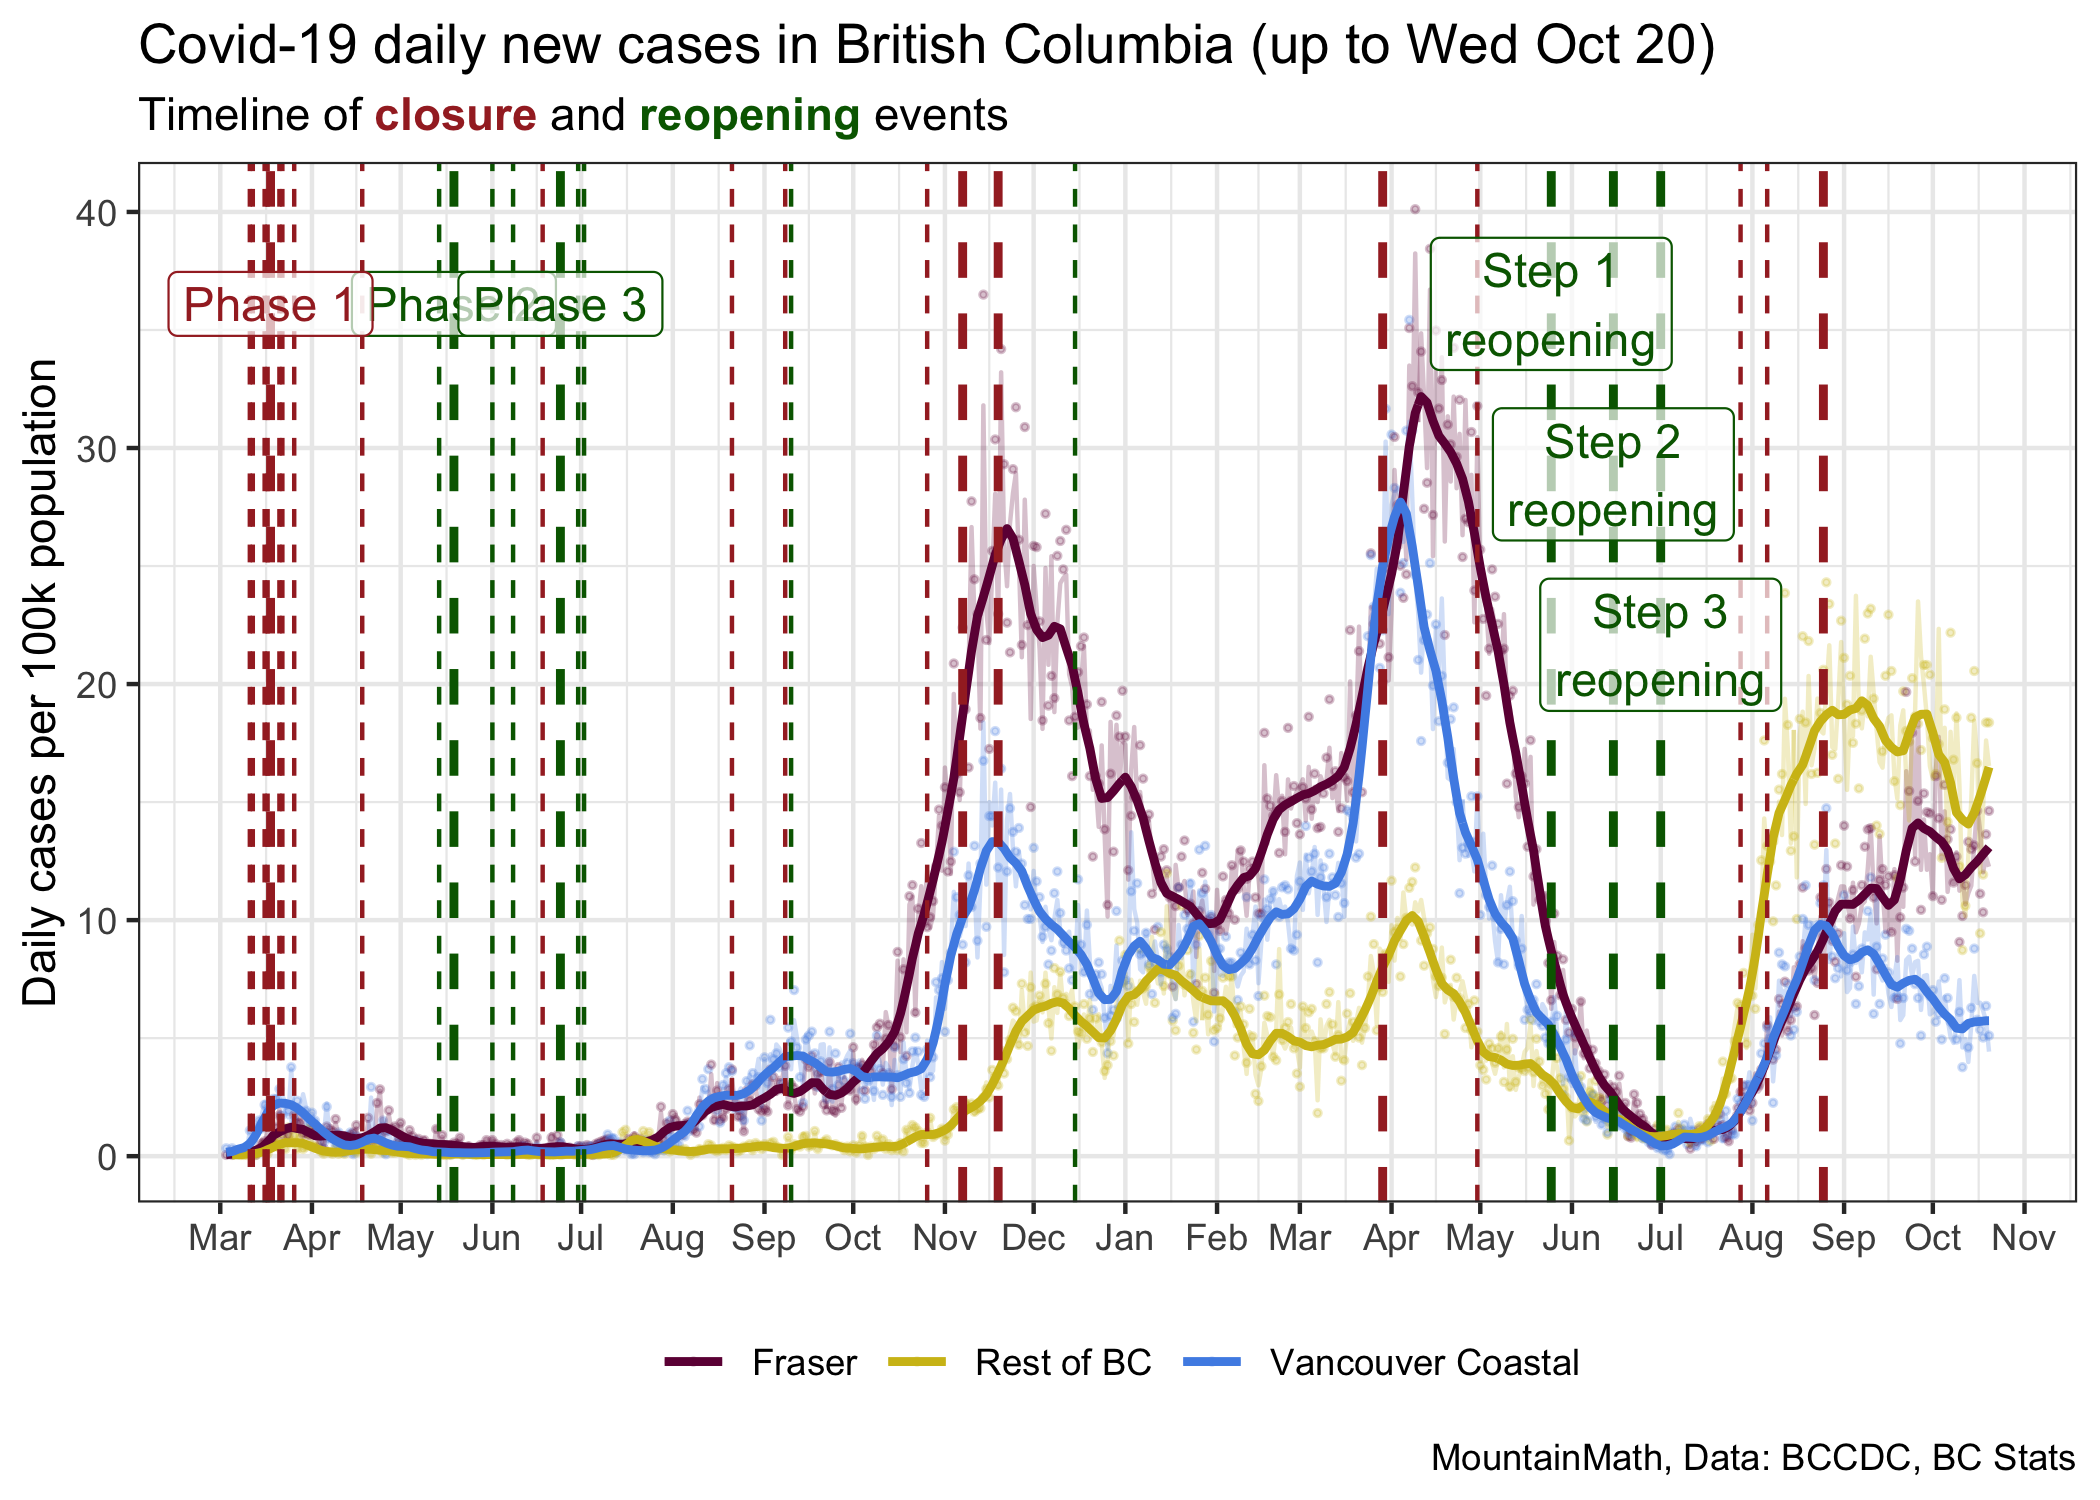 Covid-19 daily new cases in British Columbia (up to Wed Oct 20)
Timeline of closure and reopening events
Daily cases per 100k population
40
30
20
10
0
Phase 1
Phase 2
Phase 3
Step 1
reopening
Step 2
reopening
Step 3
reopening
Mar Apr May Jun Jul Aug Sep Oct Nov Dec Jan Feb Mar Apr May Jun Jul Aug Sep Oct Nov
Fraser Rest of BC Vancouver Coastal
MountainMath, Data: BCCDC, BC Stats